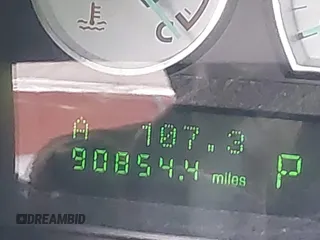 C
A 107.3
90854.4 miles P
DREAMBID